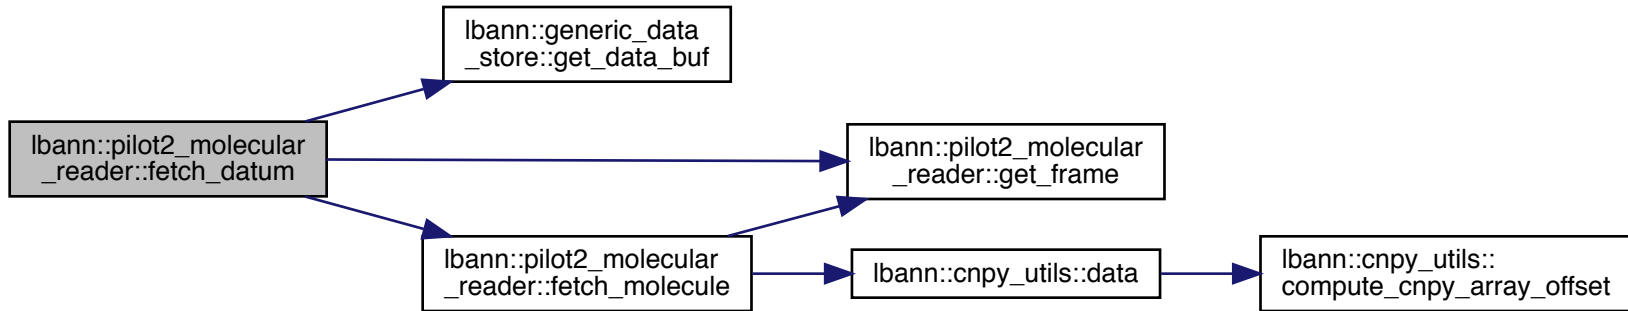 lbann::generic_data
_store::get_data_buf
lbann::pilot2_molecular
_reader::fetch_datum
lbann::pilot2_molecular
_reader::get_frame
lbann::pilot2_molecular
_reader::fetch_molecule
lbann::cnpy_utils::data
lbann::cnpy_utils::
compute_cnpy_array_offset